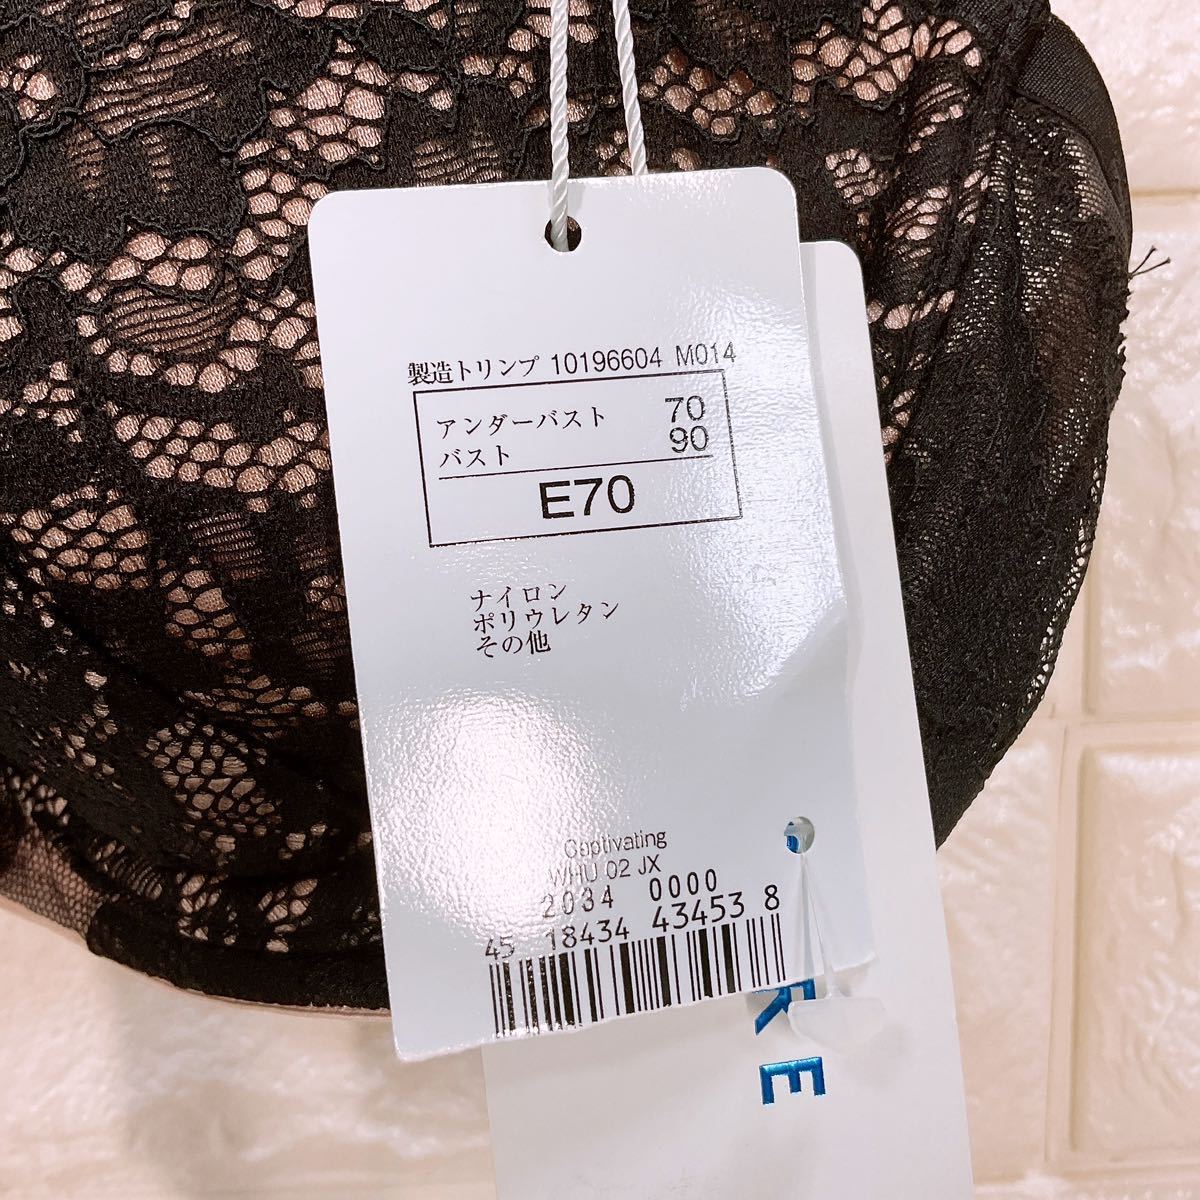 製造トリンプ 10196604 M014
アンダーバスト 70
バスト 90
E70
ナイロン
ポリウレタン
その他
Captivating
WHU 02 JX
2034 0000
45 18434 43453 8
E